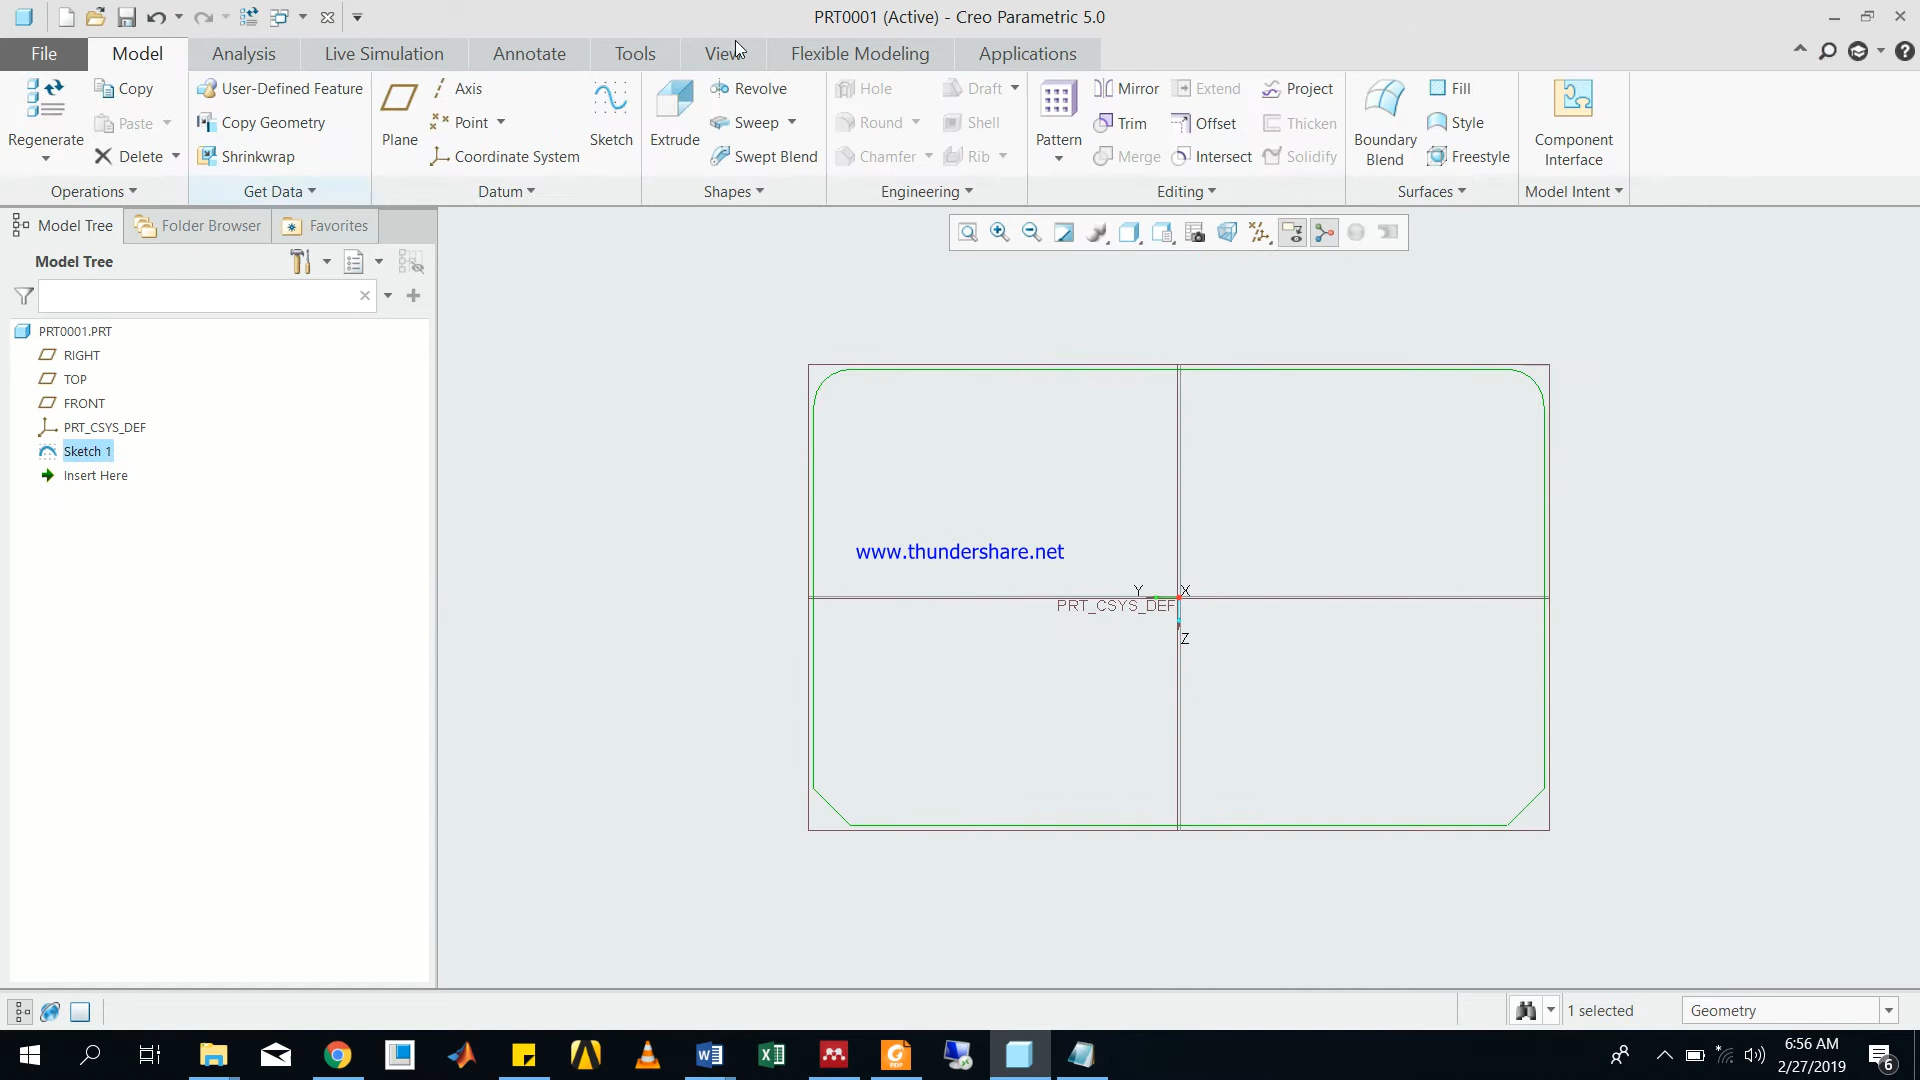 PRT0001 (Active) - Creo Parametric 5.0
File Model Analysis Live Simulation Annotate Tools View Flexible Modeling Applications
Regenerate
Copy
Paste
Delete
Operations
User-Defined Feature
Copy Geometry
Shrinkwrap
Get Data
Plane
Axis
Point
Coordinate System
Sketch
Datum
Extrude
Revolve
Sweep
Swept Blend
Shapes
Hole
Round
Chamfer
Draft
Shell
Rib
Engineering
Pattern
Mirror
Trim
Merge
Extend
Offset
Intersect
Project
Thicken
Solidify
Editing
Boundary
Blend
Fill
Style
Freestyle
Surfaces
Component
Interface
Model Intent
Model Tree Folder Browser Favorites
Model Tree
PRT0001.PRT
RIGHT
TOP
FRONT
PRT_CSYS_DEF
Sketch 1
Insert Here
www.thundershare.net
Y X
PRT_CSYS_DEF
Z
1 selected
Geometry
6:56 AM
2/27/2019
6